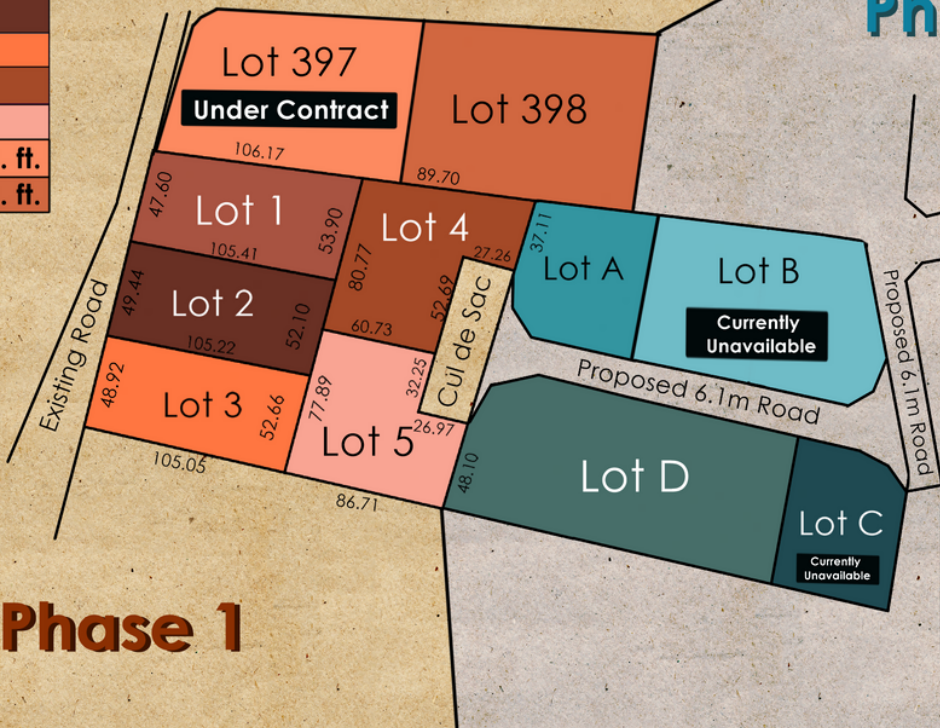 Ph
Lot 397
Under Contract
Lot 398
. ft.
. ft.
106.17
89.70
47.60
Lot 1
53.90
Lot 4
37.11
105.41
80.77
27.26
Lot A
Lot B
49.44
Lot 2
52.10
52.69
Cul de Sac
Currently
Unavailable
Proposed 6.1m Road
60.73
105.22
Existing Road
48.92
Lot 3
52.66
77.89
32.25
Proposed 6.1m Road
Lot 5
26.97
105.05
86.71
48.10
Lot D
Lot C
Currently
Unavailable
Phase 1